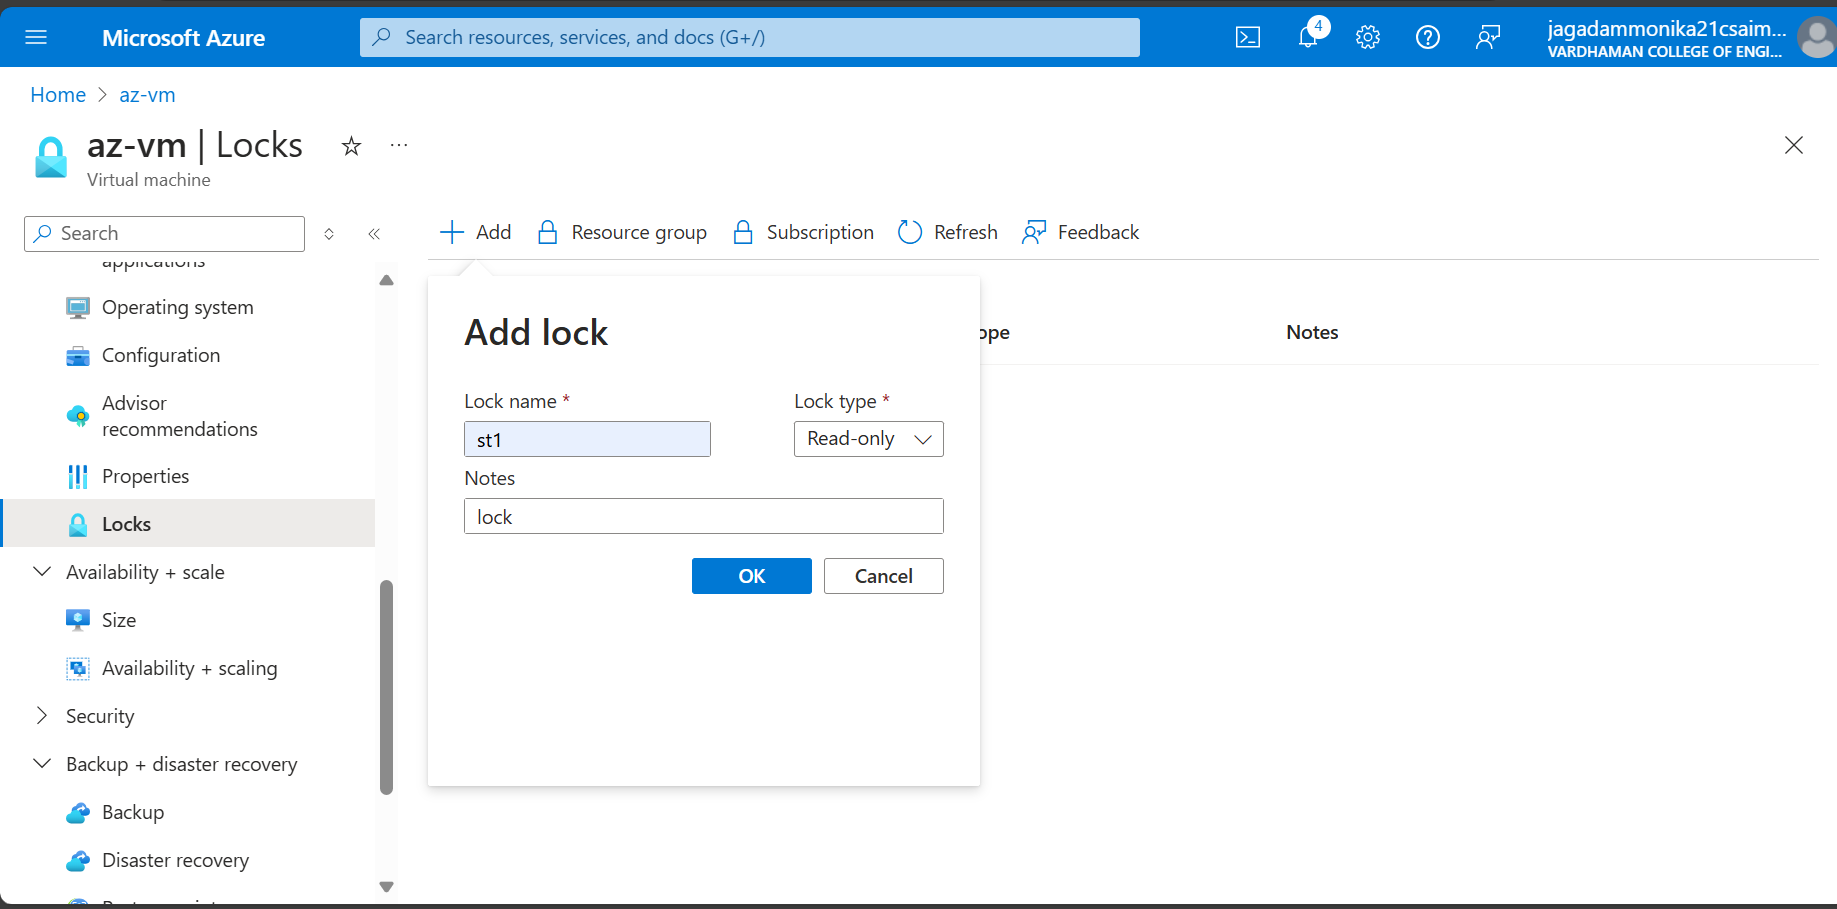 Microsoft Azure
Search resources, services, and docs (G+/)
4
jagadammonika21csaim...
VARDHAMAN COLLEGE OF ENGI...
Home > az-vm
az-vm | Locks
Virtual machine
Search
Add
Resource group
Subscription
Refresh
Feedback
applications
Operating system
Configuration
Advisor
recommendations
Properties
Locks
Availability + scale
Size
Availability + scaling
Security
Backup + disaster recovery
Backup
Disaster recovery
Add lock
Lock name *
Lock type *
st1
Read-only
Notes
lock
OK
Cancel
ope
Notes